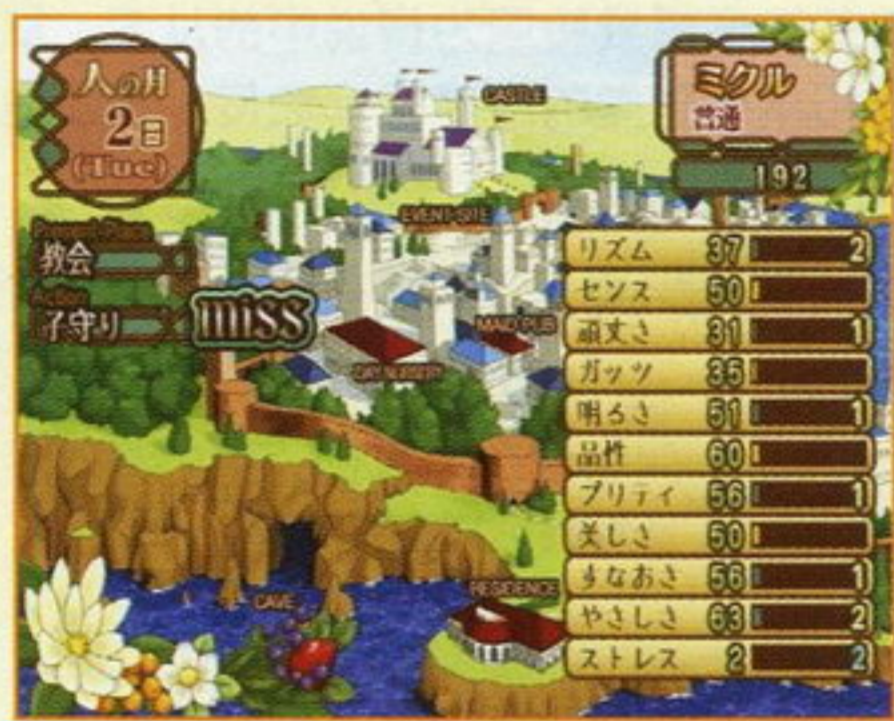 人の月
2日
(Tue)
ミクル
普通
192
CASTLE
EVENT-SITE
Present Place
教会
Action
子守り
miss
MAID PUB
DAY NURSERY
CAVE
RESIDENCE
リズム 37 2
センス 50
頑丈さ 31 1
ガッツ 35
明るさ 51 1
品性 60
プリティ 56 1
美しさ 50
すなおさ 56 1
やさしさ 63 2
ストレス 2 2